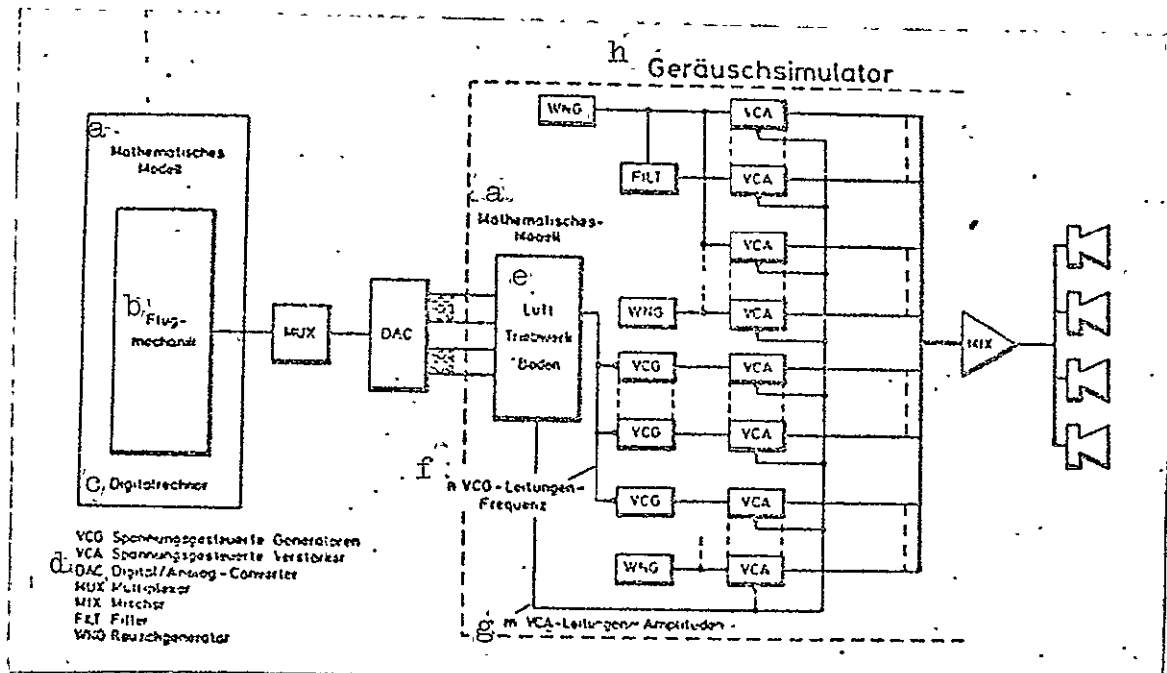 h
Geräuschsimulator
a
Mathematisches
Modell
b
Flug-
mechanik
c
Digitalrechner
MUX
DAC
a
Mathematisches-
Modell
e
Luft
Triebwerk
Boden
WNG
VCA
FILT
VCA
VCA
WNG
VCA
VCG
VCA
VCG
VCA
VCG
VCA
WNG
VCA
MIX
f
n VCG-Leitungen-
Frequenz
g
m VCA-Leitungen-Amplituden
d
VCG Spannungsgesteuerte Generatoren
VCA Spannungsgesteuerte Verstärker
DAC Digital/Analog-Converter
MUX Multiplexer
MIX Mischer
FILT Filter
WNG Rauschgenerator